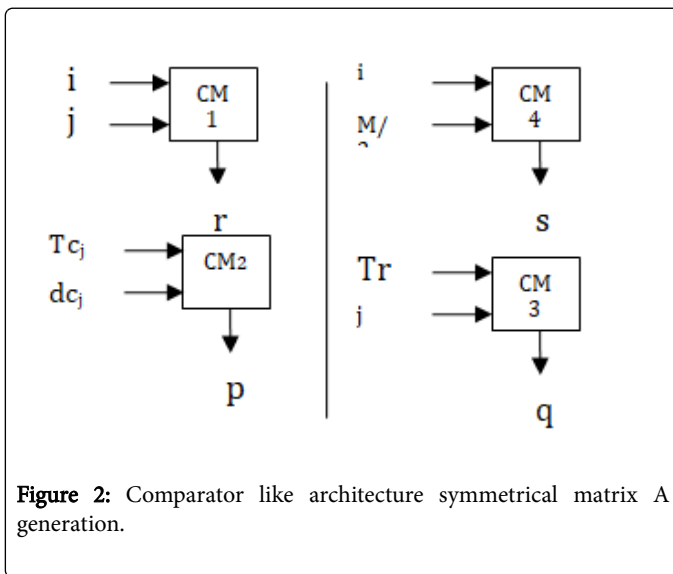 i
j
CM
1
r
Tcj
dcj
CM2
p
i
M/
CM
4
s
Tr
j
CM
3
q
Figure 2: Comparator like architecture symmetrical matrix A
generation.